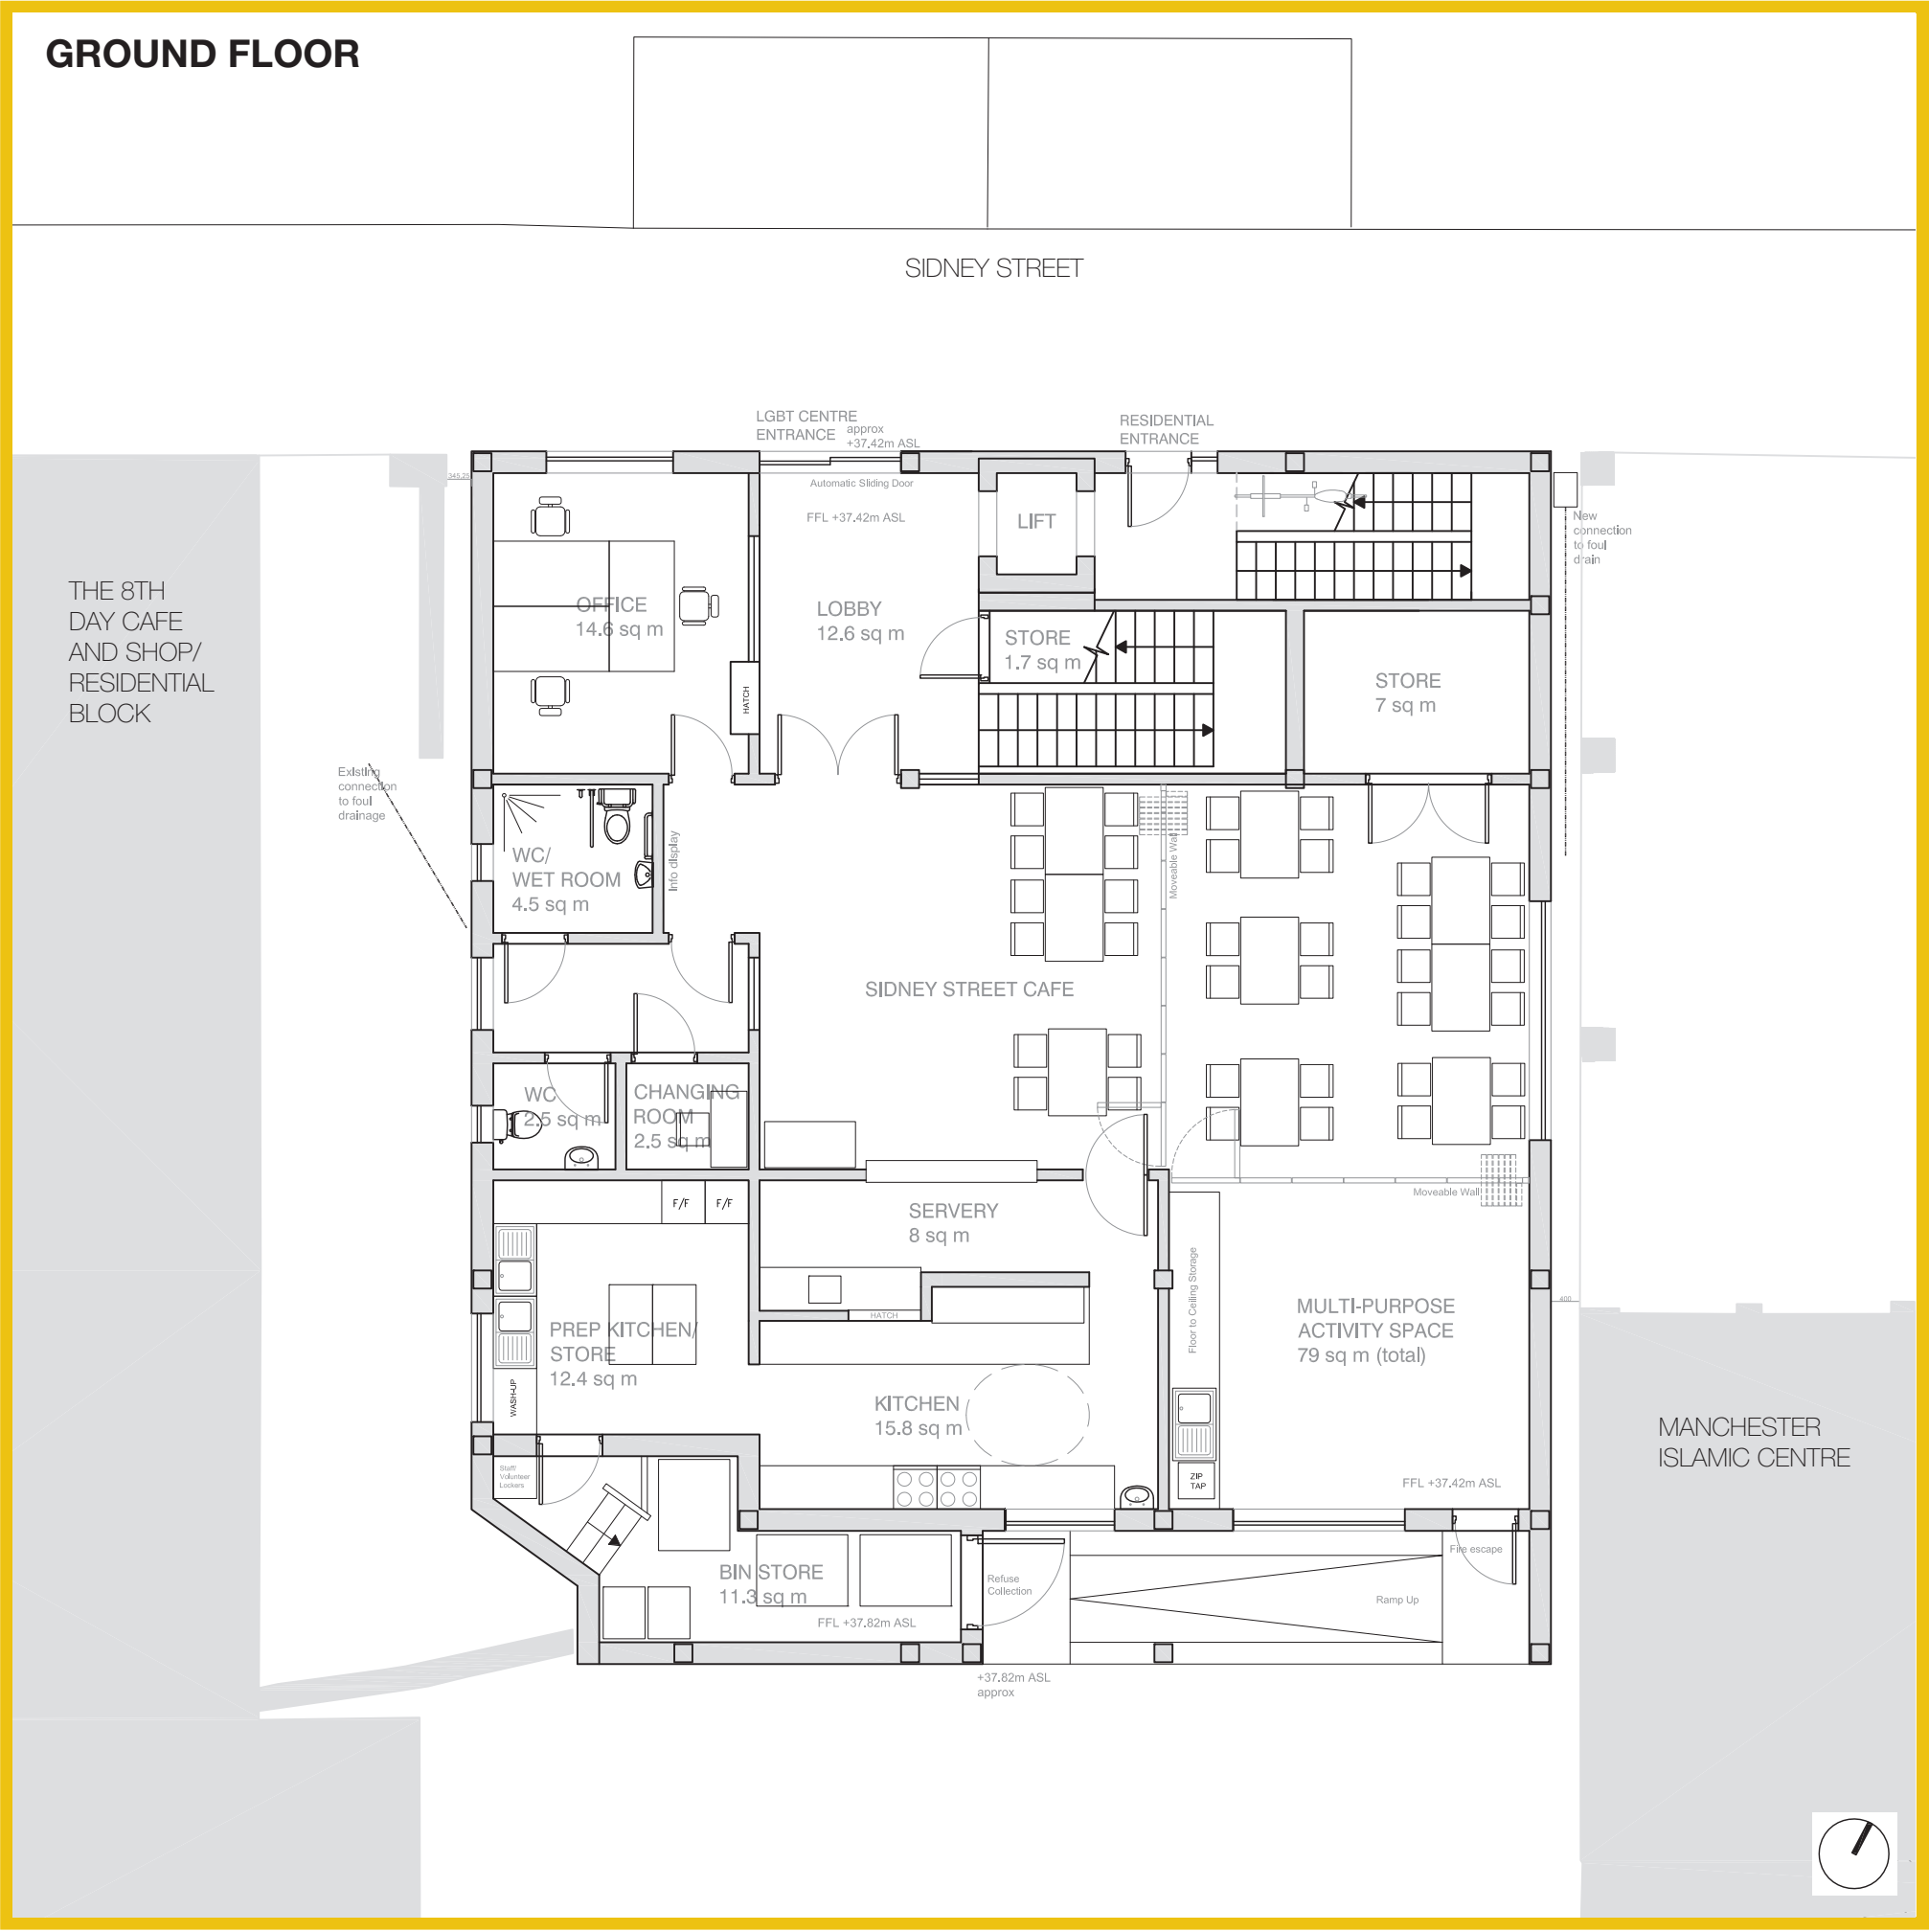 GROUND FLOOR
SIDNEY STREET
LGBT CENTRE
ENTRANCE
approx
+37.42m ASL
RESIDENTIAL
ENTRANCE
345,25
Automatic Sliding Door
FFL +37.42m ASL
LIFT
New
connection
to foul
drain
THE 8TH
DAY CAFE
AND SHOP/
RESIDENTIAL
BLOCK
OFFICE
14.6 sq m
LOBBY
12.6 sq m
STORE
1.7 sq m
STORE
7 sq m
HATCH
Existing
connection
to foul
drainage
WC/
WET ROOM
4.5 sq m
Info display
Moveable Wall
SIDNEY STREET CAFE
WC
2.5 sq m
CHANGING
ROOM
2.5 sq m
F/F
F/F
SERVERY
8 sq m
Moveable Wall
Floor to Ceiling Storage
HATCH
PREP KITCHEN/
STORE
12.4 sq m
WASH-UP
KITCHEN
15.8 sq m
MULTI-PURPOSE
ACTIVITY SPACE
79 sq m (total)
400
MANCHESTER
ISLAMIC CENTRE
Staff/
Volunteer
Lockers
ZIP
TAP
FFL +37.42m ASL
BIN STORE
11.3 sq m
FFL +37.82m ASL
Refuse
Collection
Fire escape
Ramp Up
+37.82m ASL
approx